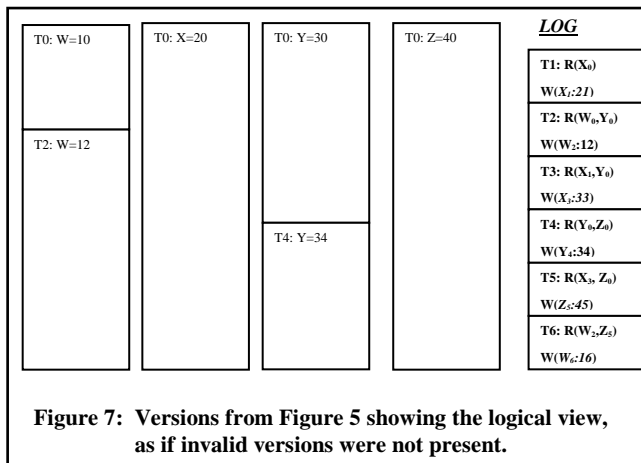 T0: W=10
T2: W=12
T0: X=20
T0: Y=30
T4: Y=34
T0: Z=40
LOG
T1: R(X₀)
W(X₁:21)
T2: R(W₀,Y₀)
W(W₂:12)
T3: R(X₁,Y₀)
W(X₃:33)
T4: R(Y₀,Z₀)
W(Y₄:34)
T5: R(X₃, Z₀)
W(Z₅:45)
T6: R(W₂,Z₅)
W(W₆:16)
Figure 7: Versions from Figure 5 showing the logical view,
as if invalid versions were not present.